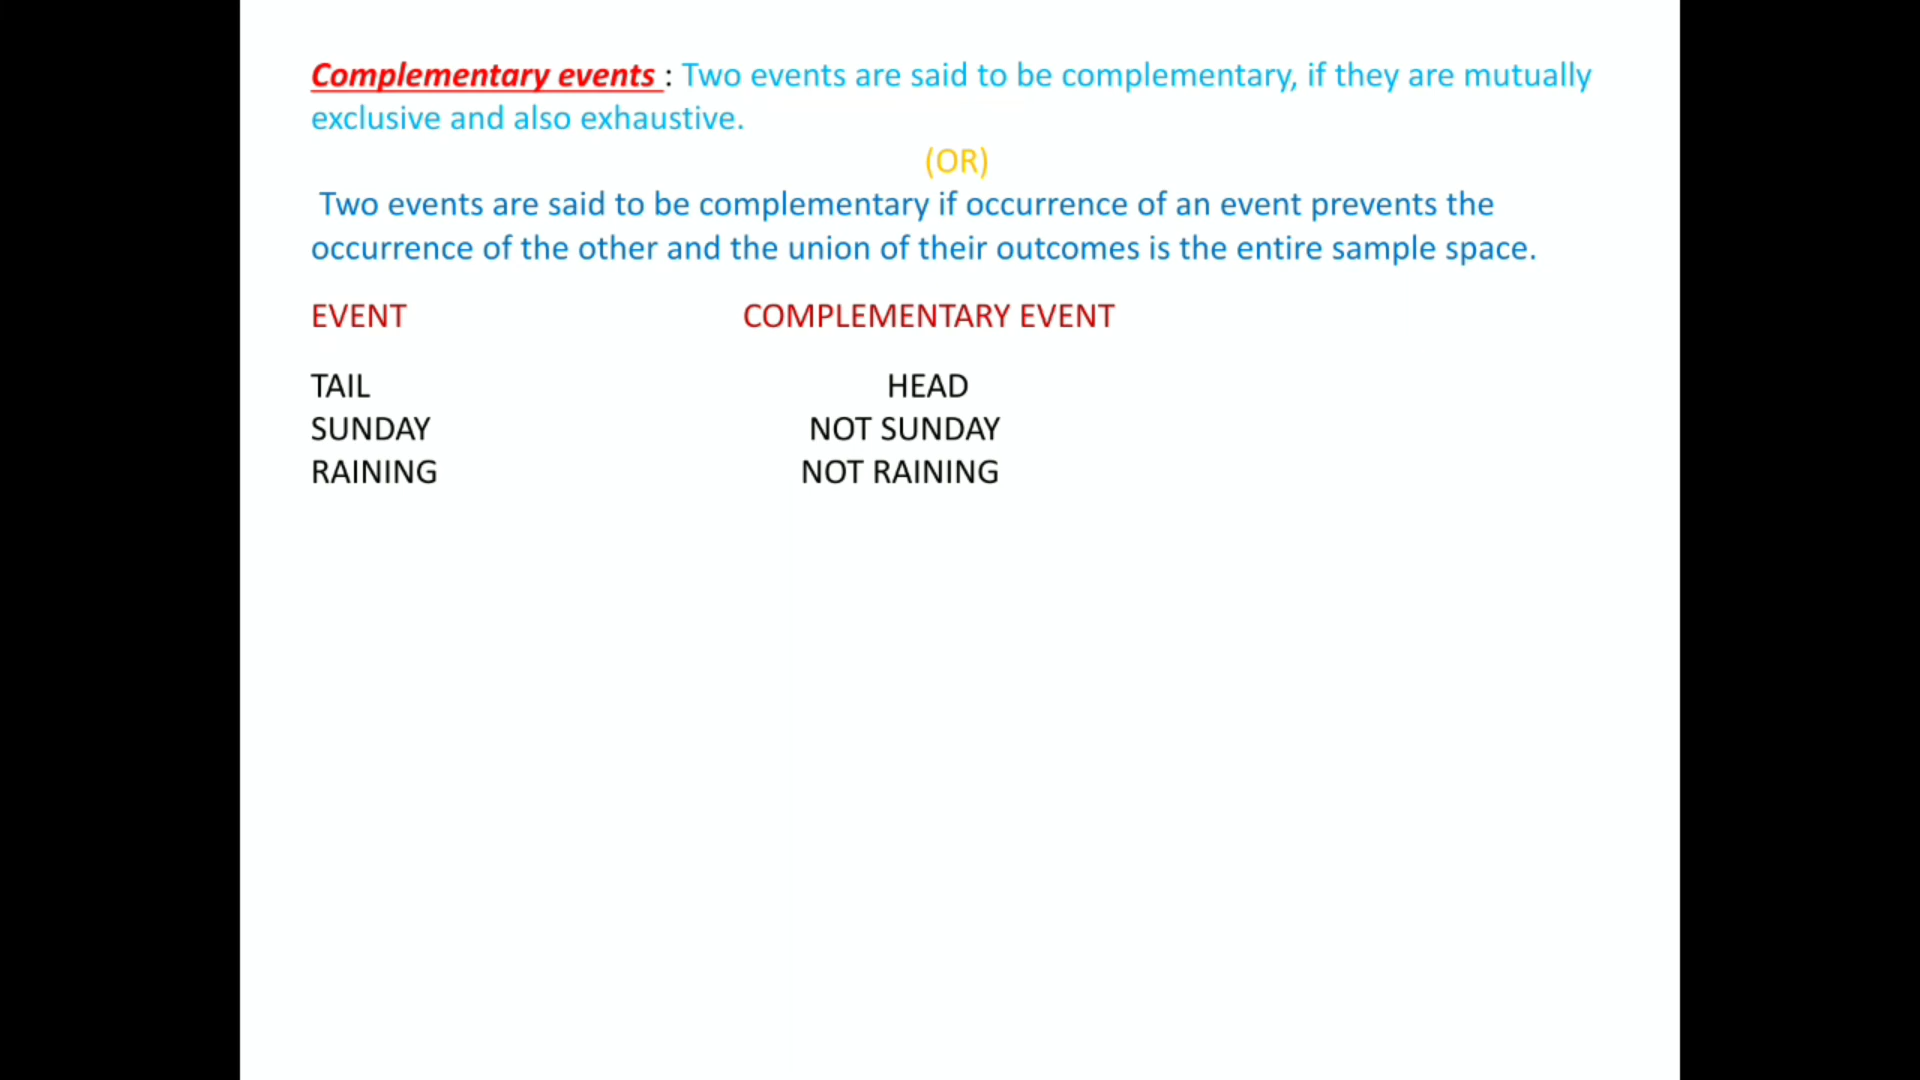 Complementary events : Two events are said to be complementary, if they are mutually
exclusive and also exhaustive.
(OR)
Two events are said to be complementary if occurrence of an event prevents the
occurrence of the other and the union of their outcomes is the entire sample space.
EVENT COMPLEMENTARY EVENT
TAIL HEAD
SUNDAY NOT SUNDAY
RAINING NOT RAINING